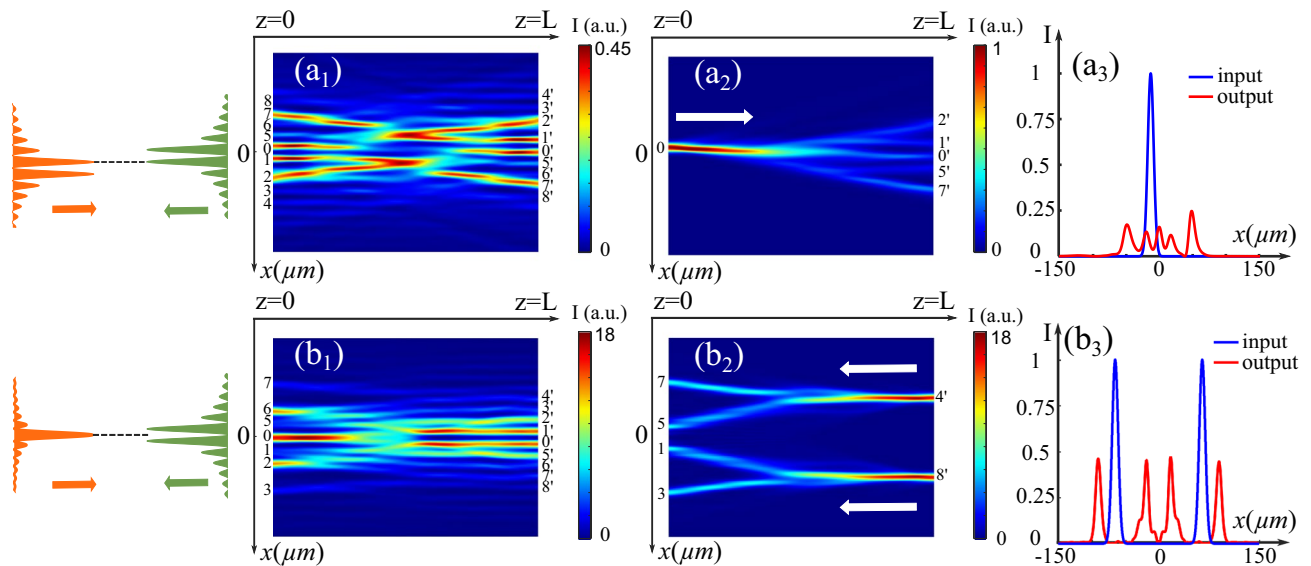 z=0 z=L I (a.u.)
(a1)
0.45
0
8
7
6
5
0
1
2
3
4
4'
3'
2'
1'
0'
5'
6'
7'
8'
0
x(μm)
z=0 z=L I (a.u.)
(a2)
1
0
0
2'
1'
0'
5'
7'
0
x(μm)
I
(a3)
input
output
1
0.75
0.5
0.25
0
x(μm)
-150 0 150
z=0 z=L I (a.u.)
(b1)
18
0
7
6
5
0
1
2
3
4'
3'
2'
1'
0'
5'
6'
7'
8'
0
x(μm)
z=0 z=L I (a.u.)
(b2)
18
0
7
5
1
3
4'
8'
0
x(μm)
I
(b3)
input
output
1
0.75
0.5
0.25
0
x(μm)
-150 0 150